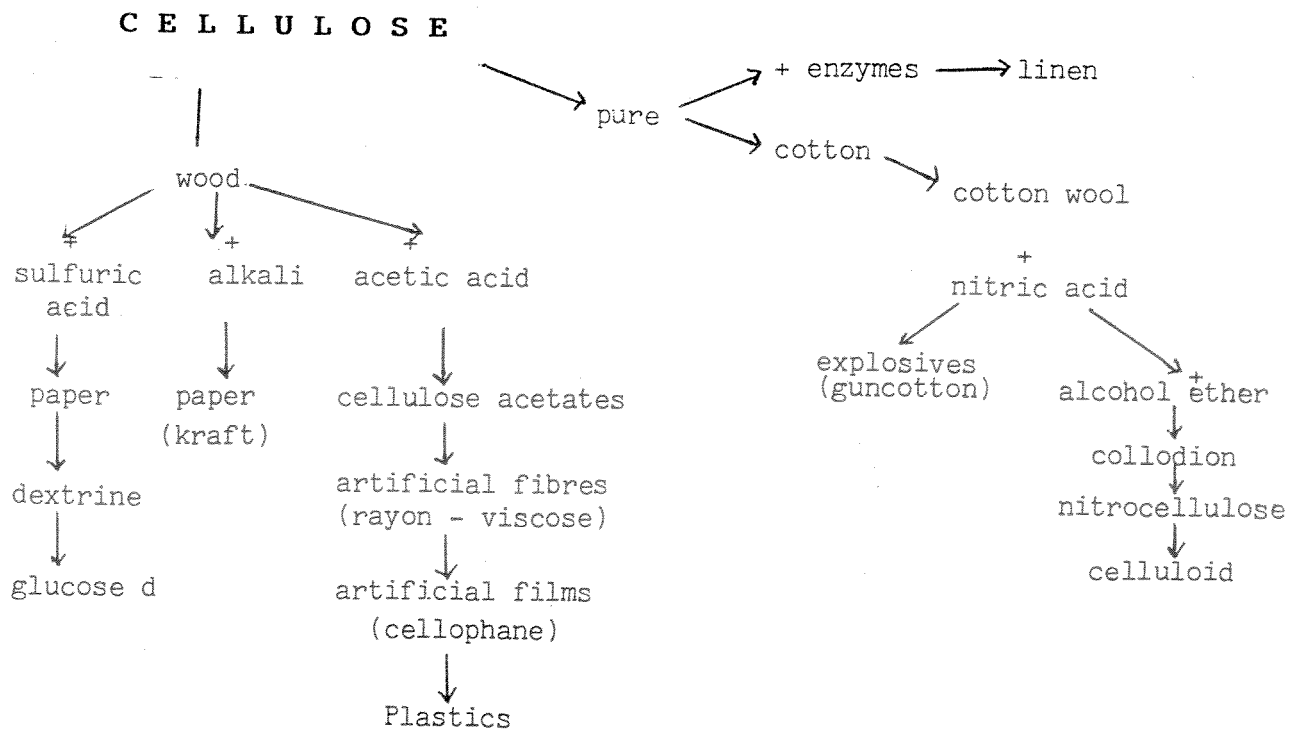 CELLULOSE
+ enzymes
linen
pure
cotton
cotton wool
wood
+
+
+
sulfuric
acid
alkali
acetic acid
+
nitric acid
paper
paper
(kraft)
cellulose acetates
explosives
(guncotton)
+
alcohol ether
collodion
nitrocellulose
celluloid
dextrine
glucose d
artificial fibres
(rayon - viscose)
artificial films
(cellophane)
Plastics